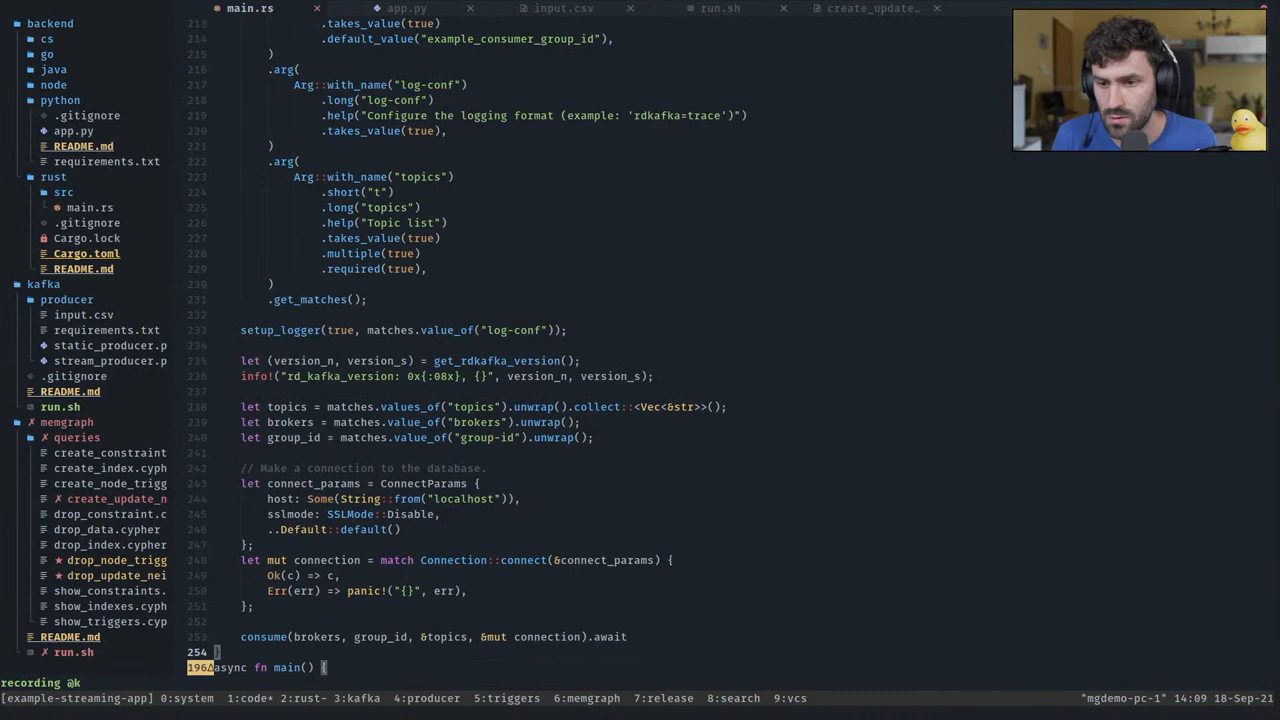 main.rs × app.py × input.csv × run.sh × create_update… ×
backend
cs
go
java
node
python
.gitignore
app.py
README.md
requirements.txt
rust
src
main.rs
.gitignore
Cargo.lock
Cargo.toml
README.md
kafka
producer
input.csv
requirements.txt
static_producer.p
stream_producer.p
.gitignore
README.md
run.sh
✗ memgraph
✗ queries
create_constraint
create_index.cyph
create_node_trigg
✗ create_update_n
drop_constraint.c
drop_data.cypher
drop_index.cypher
★ drop_node_trigg
★ drop_update_nei
show_constraints.
show_indexes.cyph
show_triggers.cyp
README.md
✗ run.sh
213 .takes_value(true)
214 .default_value("example_consumer_group_id"),
215 )
216 .arg(
217 Arg::with_name("log-conf")
218 .long("log-conf")
219 .help("Configure the logging format (example: 'rdkafka=trace')")
220 .takes_value(true),
221 )
222 .arg(
223 Arg::with_name("topics")
224 .short("t")
225 .long("topics")
226 .help("Topic list")
227 .takes_value(true)
228 .multiple(true)
229 .required(true),
230 )
231 .get_matches();
232
233 setup_logger(true, matches.value_of("log-conf"));
234
235 let (version_n, version_s) = get_rdkafka_version();
236 info!("rd_kafka_version: 0x{:08x}, {}", version_n, version_s);
237
238 let topics = matches.values_of("topics").unwrap().collect::<Vec<&str>>();
239 let brokers = matches.value_of("brokers").unwrap();
240 let group_id = matches.value_of("group-id").unwrap();
241
242 // Make a connection to the database.
243 let connect_params = ConnectParams {
244 host: Some(String::from("localhost")),
245 sslmode: SSLMode::Disable,
246 ..Default::default()
247 };
248 let mut connection = match Connection::connect(&connect_params) {
249 Ok(c) => c,
250 Err(err) => panic!("{}", err),
251 };
252
253 consume(brokers, group_id, &topics, &mut connection).await
254 }
196 async fn main() {
recording @k
[example-streaming-app] 0:system 1:code* 2:rust- 3:kafka 4:producer 5:triggers 6:memgraph 7:release 8:search 9:vcs "mgdemo-pc-1" 14:09 18-Sep-21